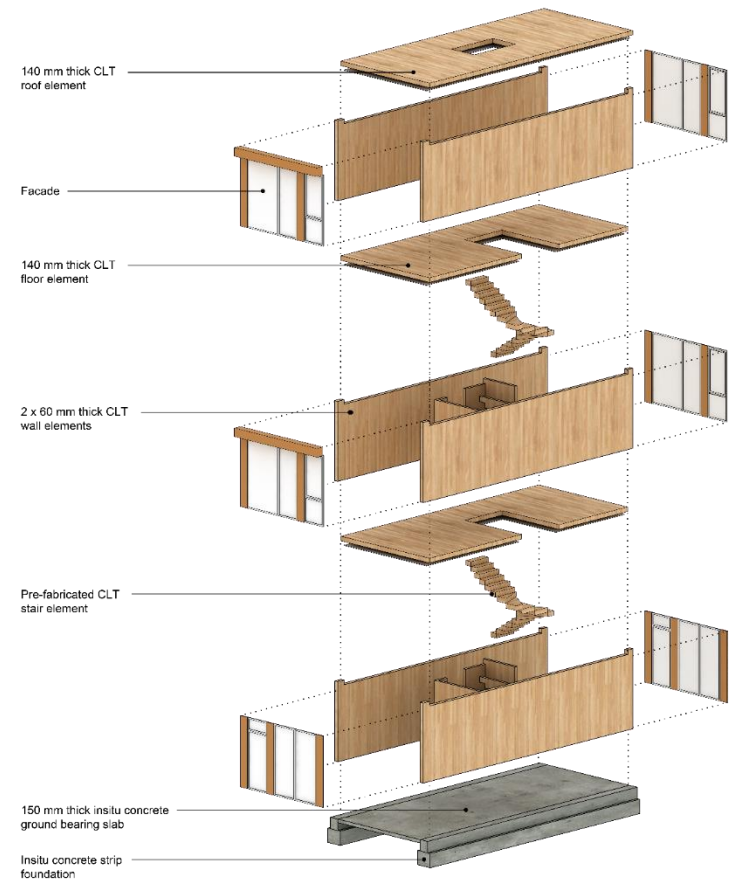 140 mm thick CLT
roof element
Facade
140 mm thick CLT
floor element
2 x 60 mm thick CLT
wall elements
Pre-fabricated CLT
stair element
150 mm thick insitu concrete
ground bearing slab
Insitu concrete strip
foundation